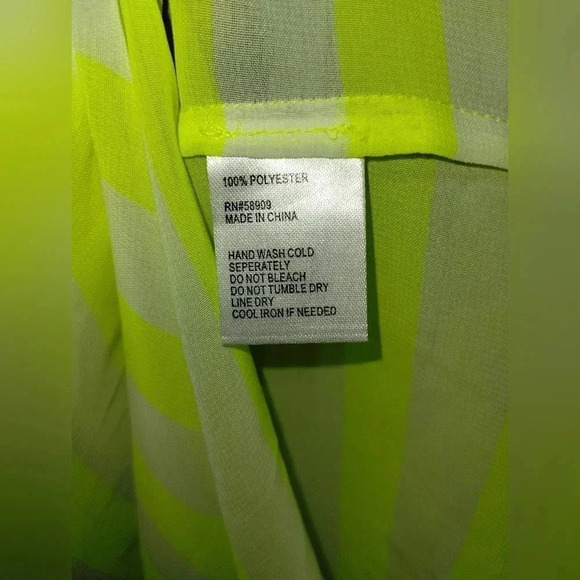 100% POLYESTER
RN#58909
MADE IN CHINA
HAND WASH COLD
SEPERATELY
DO NOT BLEACH
DO NOT TUMBLE DRY
LINE DRY
COOL IRON IF NEEDED